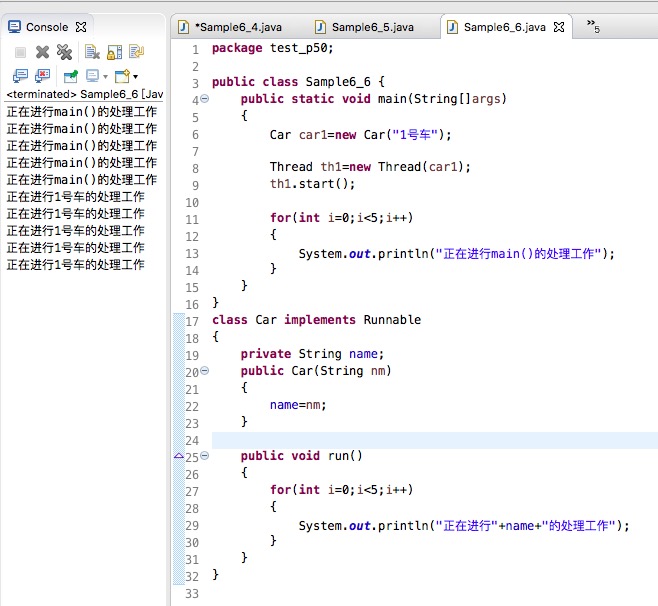 Console
<terminated> Sample6_6 [Jav
正在进行main()的处理工作
正在进行main()的处理工作
正在进行main()的处理工作
正在进行main()的处理工作
正在进行main()的处理工作
正在进行1号车的处理工作
正在进行1号车的处理工作
正在进行1号车的处理工作
正在进行1号车的处理工作
正在进行1号车的处理工作
*Sample6_4.java Sample6_5.java Sample6_6.java »5
1 package test_p50;
2
3 public class Sample6_6 {
4 public static void main(String[]args)
5 {
6 Car car1=new Car("1号车");
7
8 Thread th1=new Thread(car1);
9 th1.start();
10
11 for(int i=0;i<5;i++)
12 {
13 System.out.println("正在进行main()的处理工作");
14 }
15 }
16 }
17 class Car implements Runnable
18 {
19 private String name;
20 public Car(String nm)
21 {
22 name=nm;
23 }
24
25 public void run()
26 {
27 for(int i=0;i<5;i++)
28 {
29 System.out.println("正在进行"+name+"的处理工作");
30 }
31 }
32 }
33